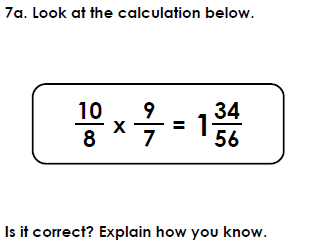 7a. Look at the calculation below.
10/8 x 9/7 = 1 34/56
Is it correct? Explain how you know.